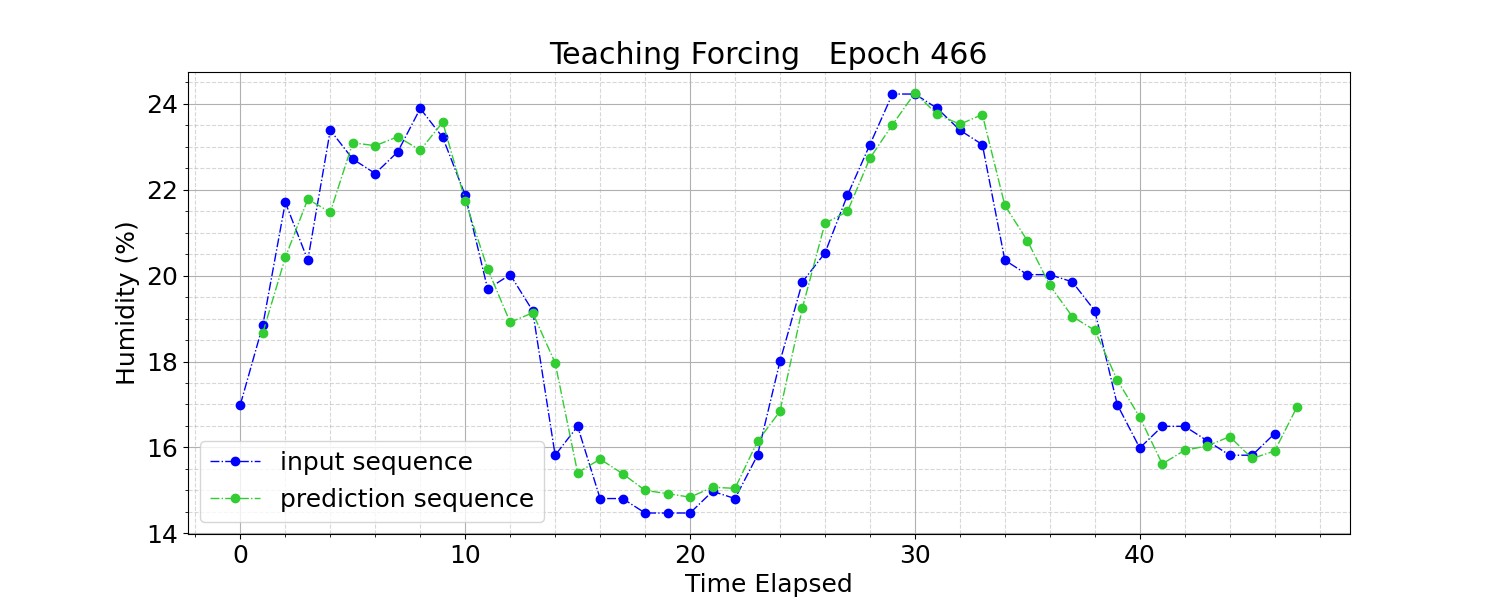 Teaching Forcing   Epoch 466
24
22
20
18
16
14
Humidity (%)
input sequence
prediction sequence
0 10 20 30 40
Time Elapsed